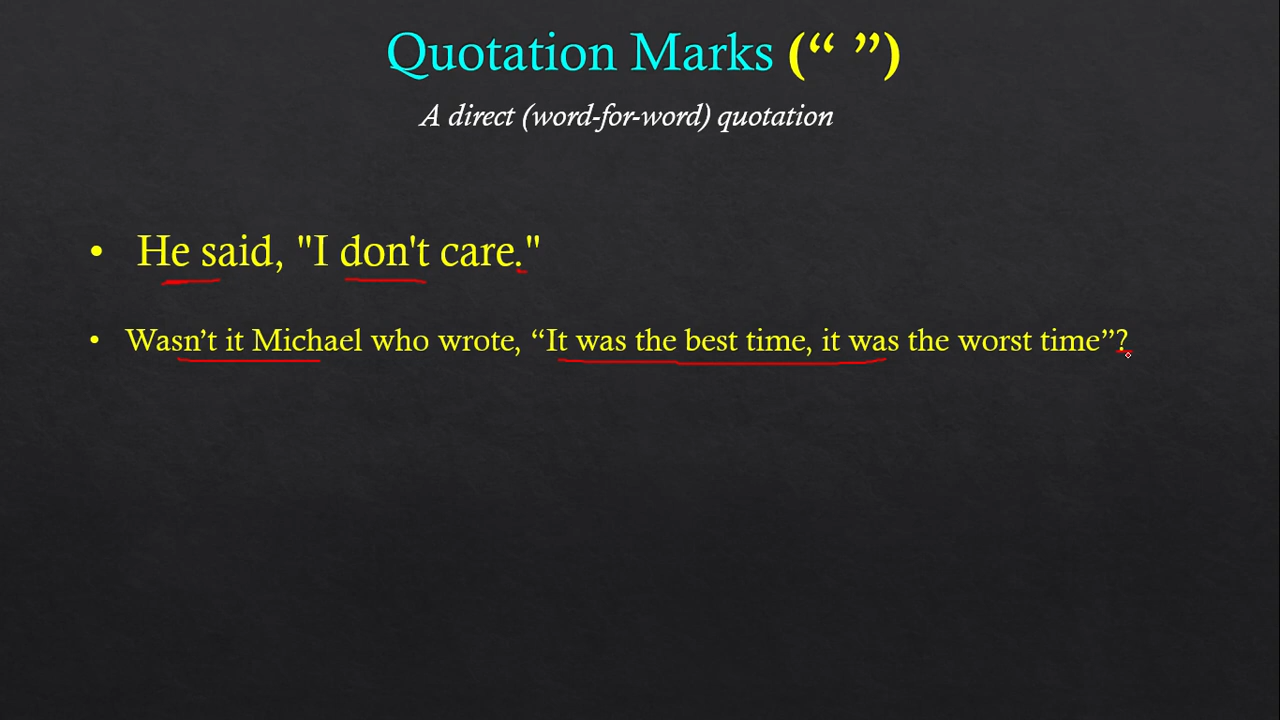 Quotation Marks (“ ”)
A direct (word-for-word) quotation
• He said, "I don't care."
• Wasn’t it Michael who wrote, “It was the best time, it was the worst time”?